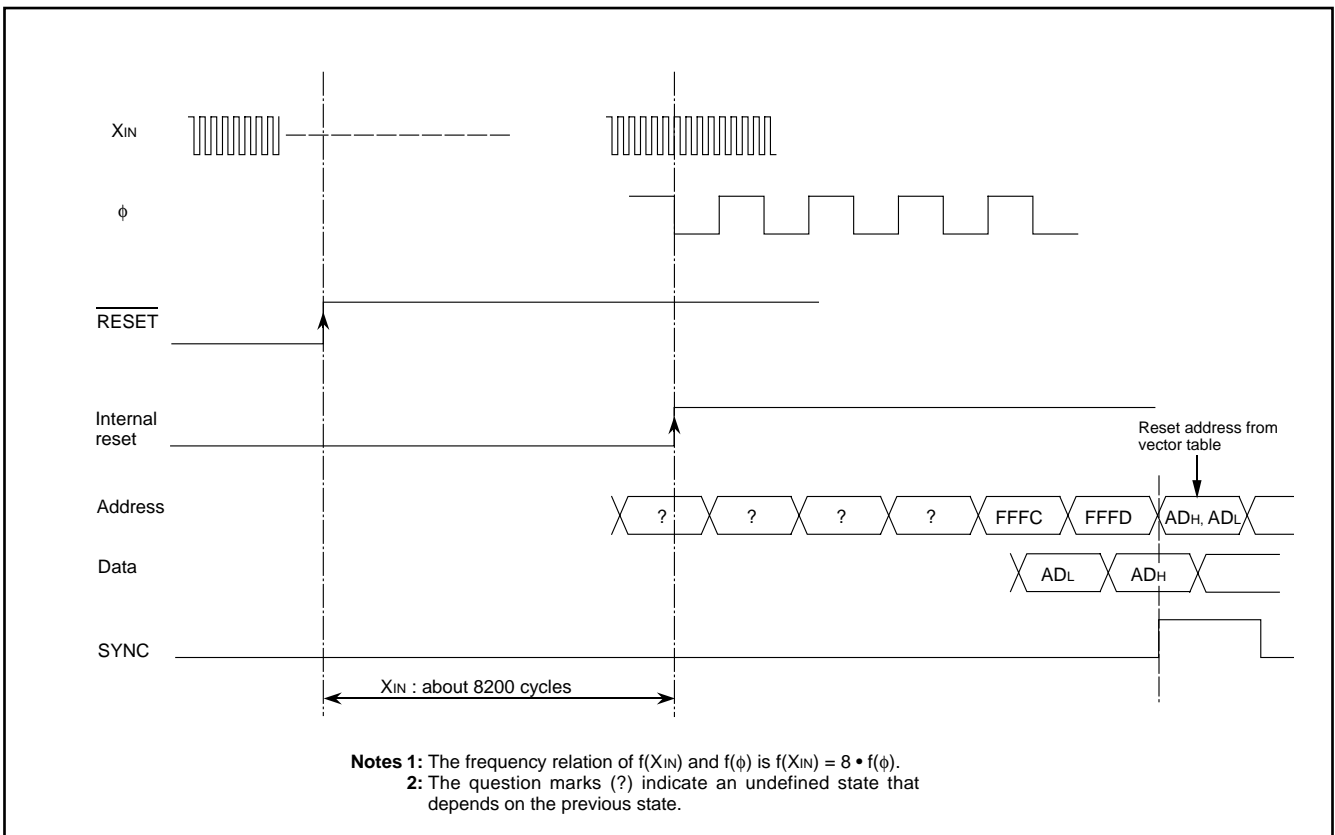 XIN
ϕ
RESET
Internal
reset
Reset address from
vector table
Address
? ? ? ? FFFC FFFD ADH, ADL
Data
ADL ADH
SYNC
XIN : about 8200 cycles
Notes 1: The frequency relation of f(XIN) and f(ϕ) is f(XIN) = 8 • f(ϕ).
2: The question marks (?) indicate an undefined state that
depends on the previous state.